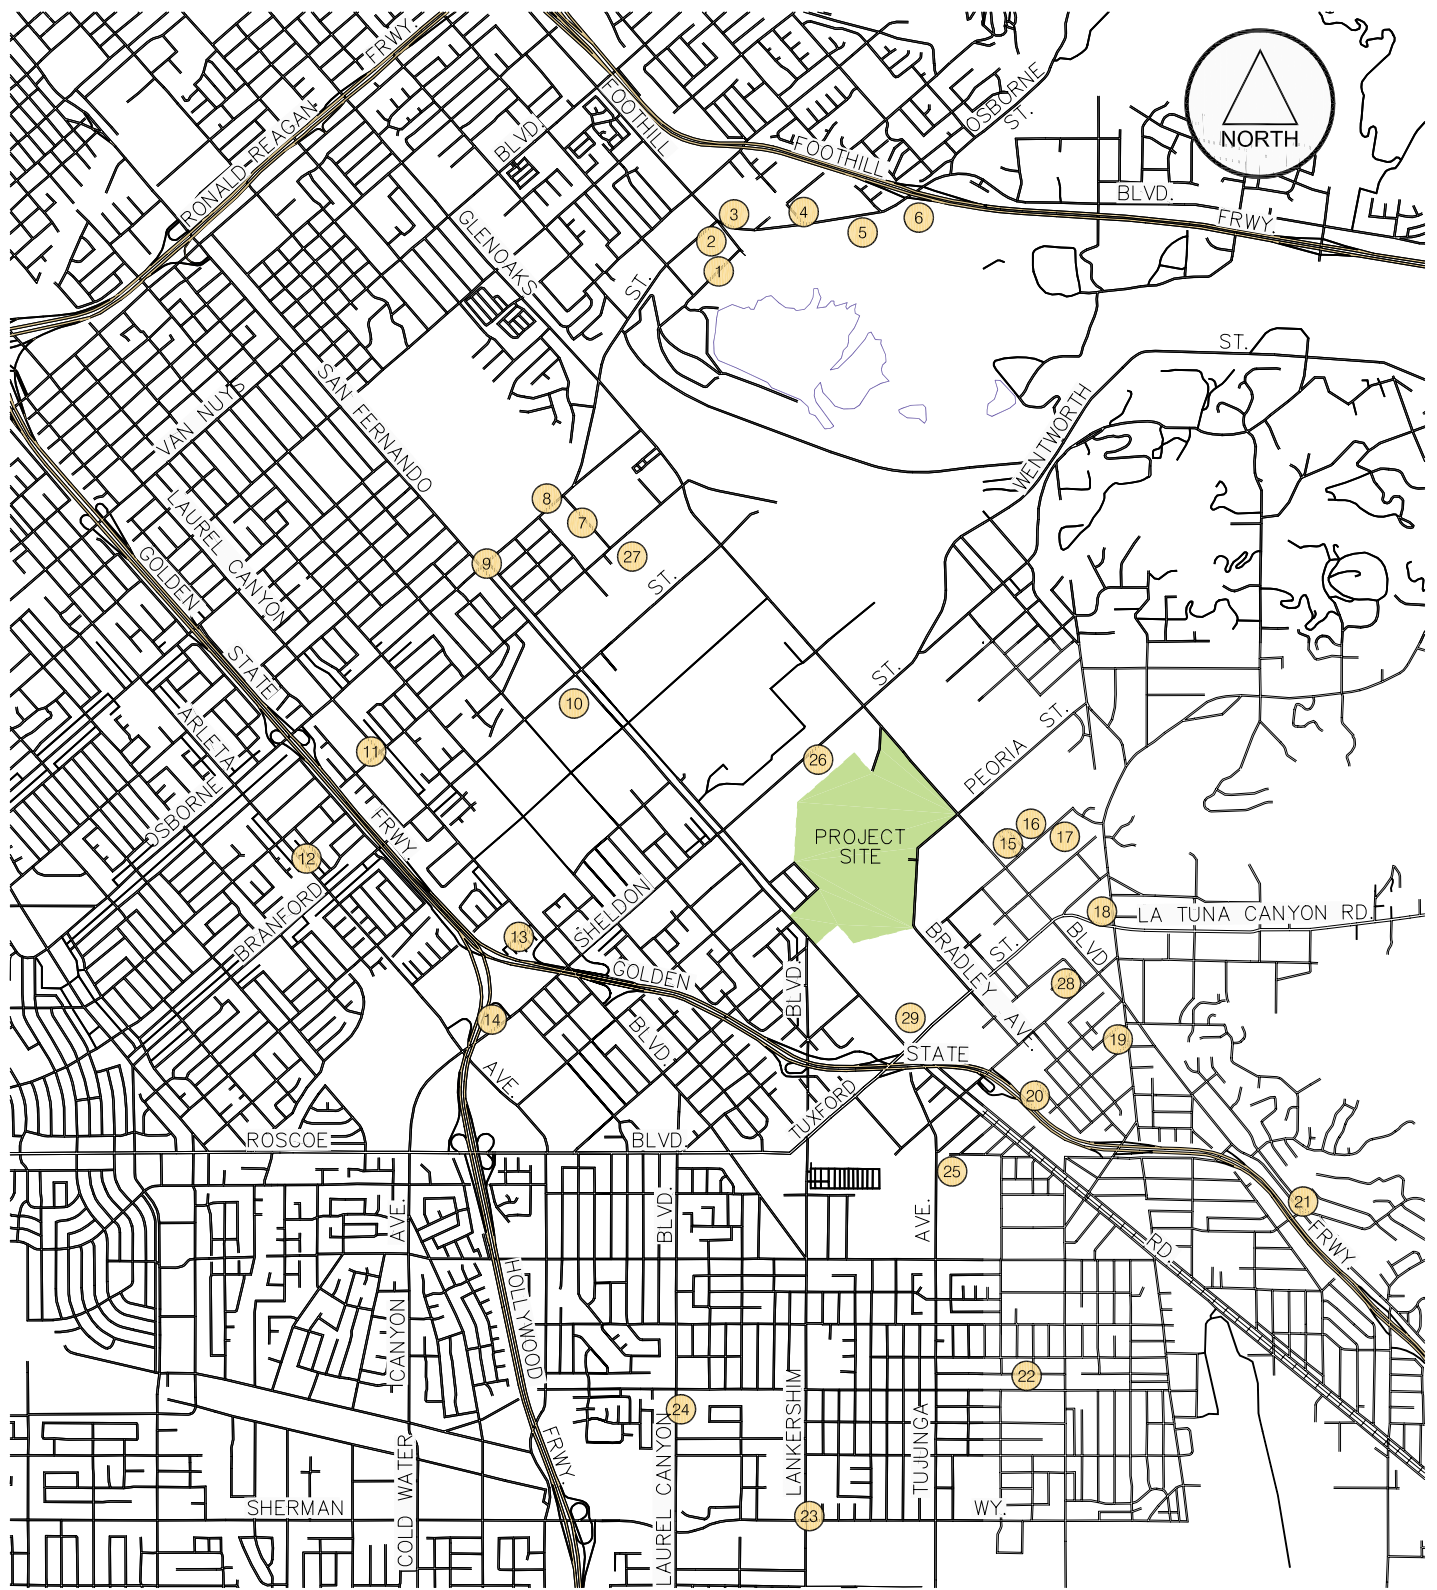 FRWY.
RONALD REAGAN
FOOTHILL
BLVD.
OSBORNE
ST.
NORTH
FOOTHILL
BLVD.
FRWY.
GLENOAKS
ST.
3
4
6
5
2
1
ST.
SAN FERNANDO
VAN NUYS
WENTWORTH
LAUREL CANYON
8
7
27
9
ST.
GOLDEN
STATE
ST.
10
ARLETA
11
26
PEORIA
ST.
OSBORNE
FRWY.
PROJECT
SITE
15
16
17
12
BRANFORD
SHELDON
18
LA TUNA CANYON RD.
13
GOLDEN
BLVD.
BRADLEY
AVE.
ST.
BLVD.
28
14
BLVD.
29
STATE
19
AVE.
TUXFORD
20
ROSCOE
BLVD.
25
AVE.
BLVD.
AVE.
21
FRWY.
RD.
HOLLYWOOD
CANYON
22
24
LANKERSHIM
TUJUNGA
FRWY.
COLD WATER
LAUREL CANYON
SHERMAN
23
WY.